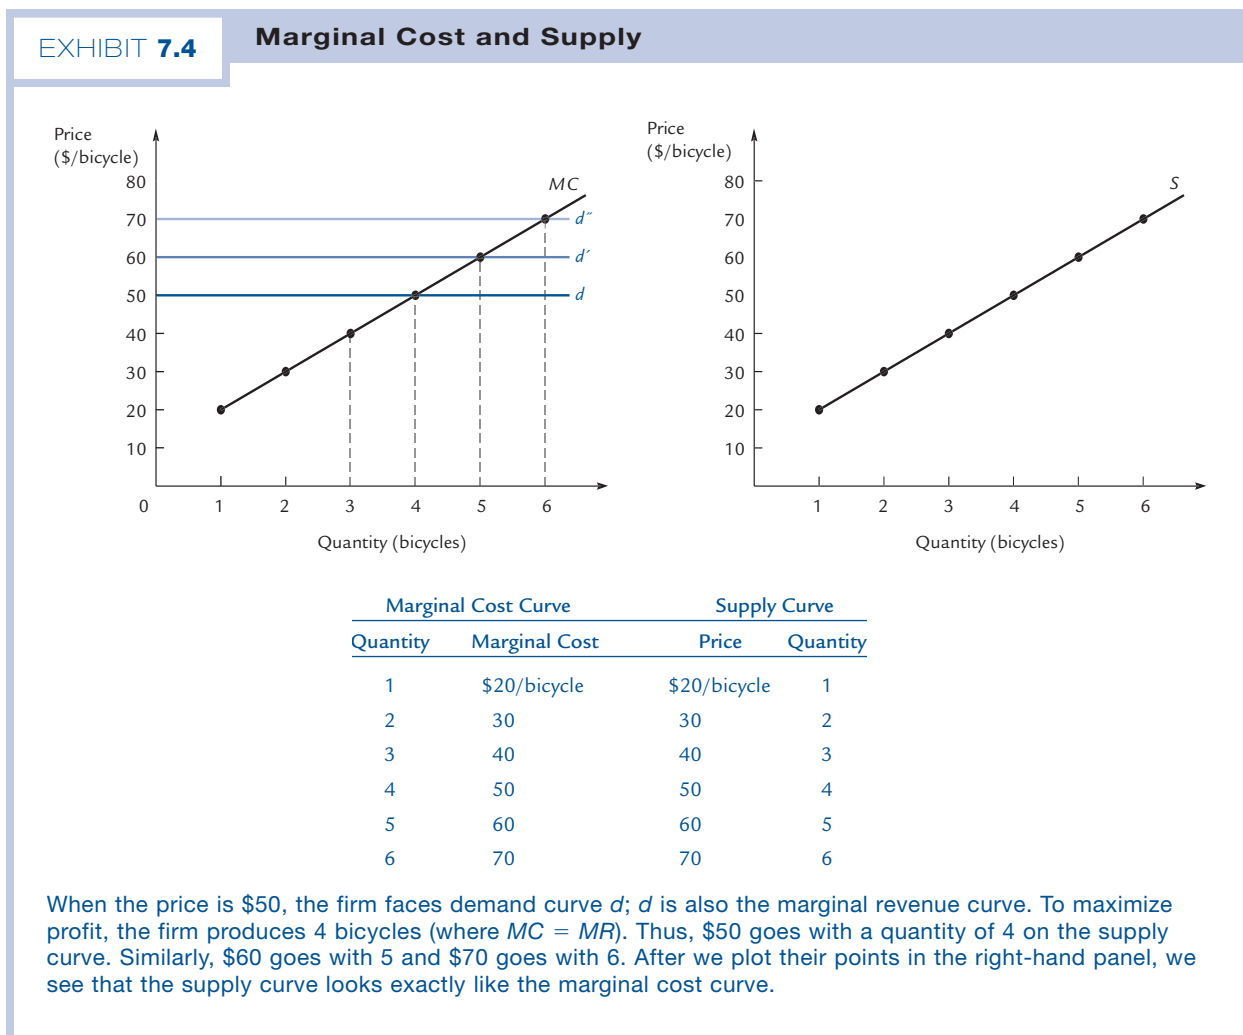 EXHIBIT 7.4
Marginal Cost and Supply
Price
($/bicycle)
80
70
60
50
40
30
20
10
0
1 2 3 4 5 6
Quantity (bicycles)
MC
d″
d′
d
Price
($/bicycle)
80
70
60
50
40
30
20
10
1 2 3 4 5 6
Quantity (bicycles)
S
Marginal Cost Curve Supply Curve
Quantity Marginal Cost Price Quantity
1 $20/bicycle $20/bicycle 1
2 30 30 2
3 40 40 3
4 50 50 4
5 60 60 5
6 70 70 6
When the price is $50, the firm faces demand curve d; d is also the marginal revenue curve. To maximize
profit, the firm produces 4 bicycles (where MC = MR). Thus, $50 goes with a quantity of 4 on the supply
curve. Similarly, $60 goes with 5 and $70 goes with 6. After we plot their points in the right-hand panel, we
see that the supply curve looks exactly like the marginal cost curve.